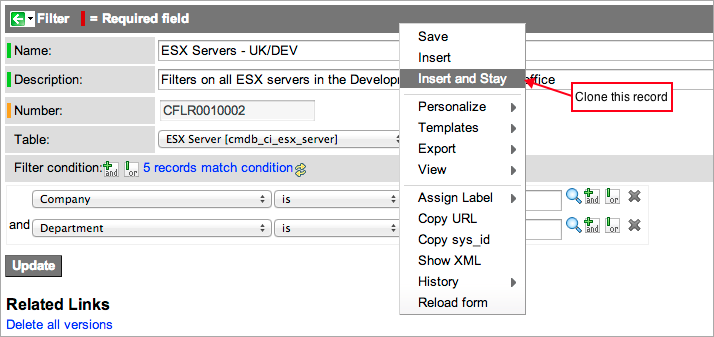 Filter = Required field
Name: ESX Servers - UK/DEV
Description: Filters on all ESX servers in the Develop office
Number: CFLR0010002
Table: ESX Server [cmdb_ci_esx_server]
Filter condition: and or 5 records match condition
Company is and or
and Department is and or
Update
Related Links
Delete all versions
Save
Insert
Insert and Stay
Personalize
Templates
Export
View
Assign Label
Copy URL
Copy sys_id
Show XML
History
Reload form
Clone this record